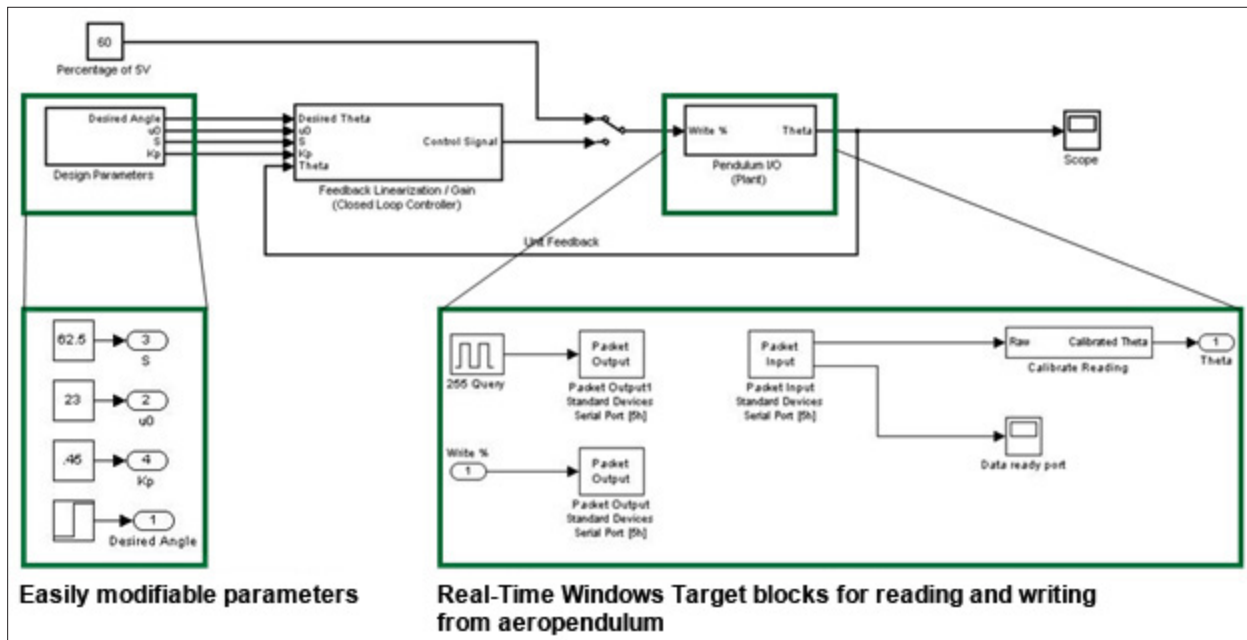 60
Percentage of 5V
Desired Angle
u0
S
Kp
Design Parameters
Desired Theta
u0
S
Kp
Theta
Control Signal
Feedback Linearization / Gain
(Closed Loop Controller)
Write %
Theta
Pendulum I/O
(Plant)
Scope
Unit Feedback
62.5
3
S
23
2
u0
.45
4
Kp
1
Desired Angle
255 Query
Packet
Output
Packet Output1
Standard Devices
Serial Port [5h]
Write %
1
Packet
Output
Packet Output
Standard Devices
Serial Port [5h]
Packet
Input
Packet Input
Standard Devices
Serial Port [5h]
Raw
Calibrated Theta
Calibrate Reading
1
Theta
Data ready port
Easily modifiable parameters
Real-Time Windows Target blocks for reading and writing
from aeropendulum